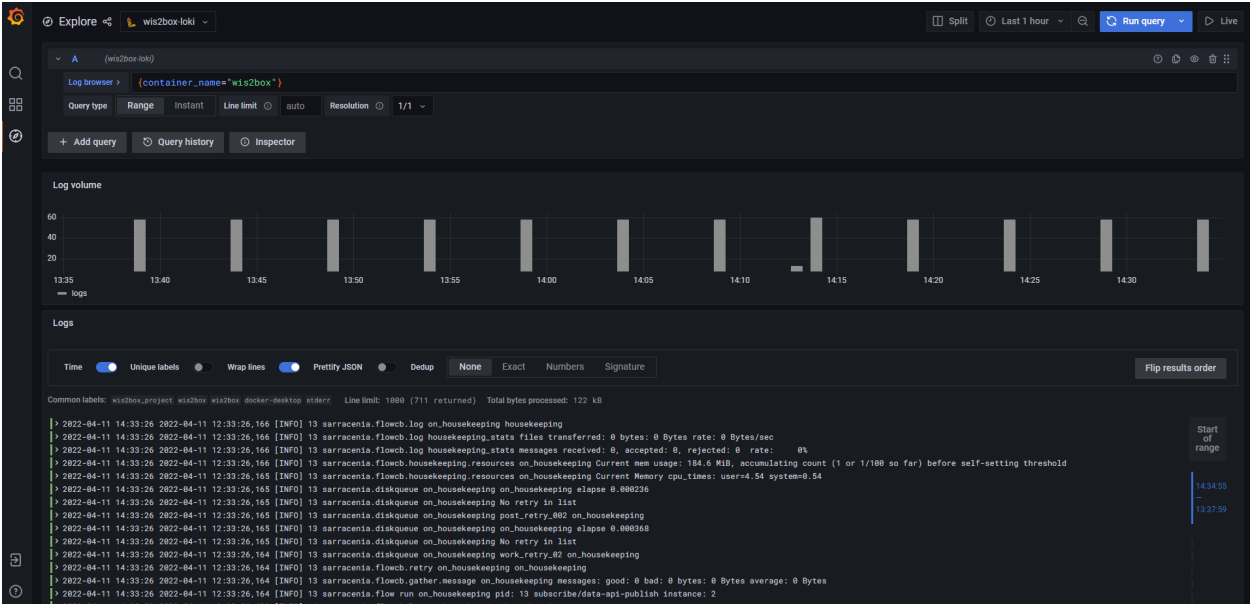 Explore wis2box-loki Split Last 1 hour Run query Live
A (wis2box-loki)
Log browser > {container_name="wis2box"}
Query type Range Instant Line limit auto Resolution 1/1
+ Add query Query history Inspector
Log volume
60
40
20
13:35 13:40 13:45 13:50 13:55 14:00 14:05 14:10 14:15 14:20 14:25 14:30
logs
Logs
Time Unique labels Wrap lines Prettify JSON Dedup None Exact Numbers Signature Flip results order
Common labels: wis2box_project wis2box wis2box docker-desktop stderr Line limit: 1000 (711 returned) Total bytes processed: 122 kB
> 2022-04-11 14:33:26 2022-04-11 12:33:26,166 [INFO] 13 sarracenia.flowcb.log on_housekeeping housekeeping
> 2022-04-11 14:33:26 2022-04-11 12:33:26,166 [INFO] 13 sarracenia.flowcb.log housekeeping_stats files transferred: 0 bytes: 0 Bytes rate: 0 Bytes/sec
> 2022-04-11 14:33:26 2022-04-11 12:33:26,166 [INFO] 13 sarracenia.flowcb.log housekeeping_stats messages received: 0, accepted: 0, rejected: 0 rate: 0%
> 2022-04-11 14:33:26 2022-04-11 12:33:26,166 [INFO] 13 sarracenia.flowcb.housekeeping.resources on_housekeeping Current mem usage: 184.6 MiB, accumulating count (1 or 1/100 so far) before self-setting threshold
> 2022-04-11 14:33:26 2022-04-11 12:33:26,165 [INFO] 13 sarracenia.flowcb.housekeeping.resources on_housekeeping Current Memory cpu_times: user=4.54 system=0.54
> 2022-04-11 14:33:26 2022-04-11 12:33:26,165 [INFO] 13 sarracenia.diskqueue on_housekeeping on_housekeeping elapse 0.000236
> 2022-04-11 14:33:26 2022-04-11 12:33:26,165 [INFO] 13 sarracenia.diskqueue on_housekeeping No retry in list
> 2022-04-11 14:33:26 2022-04-11 12:33:26,165 [INFO] 13 sarracenia.diskqueue on_housekeeping post_retry_002 on_housekeeping
> 2022-04-11 14:33:26 2022-04-11 12:33:26,165 [INFO] 13 sarracenia.diskqueue on_housekeeping on_housekeeping elapse 0.000368
> 2022-04-11 14:33:26 2022-04-11 12:33:26,165 [INFO] 13 sarracenia.diskqueue on_housekeeping No retry in list
> 2022-04-11 14:33:26 2022-04-11 12:33:26,164 [INFO] 13 sarracenia.diskqueue on_housekeeping work_retry_02 on_housekeeping
> 2022-04-11 14:33:26 2022-04-11 12:33:26,164 [INFO] 13 sarracenia.flowcb.retry on_housekeeping on_housekeeping
> 2022-04-11 14:33:26 2022-04-11 12:33:26,164 [INFO] 13 sarracenia.flowcb.gather.message on_housekeeping messages: good: 0 bad: 0 bytes: 0 Bytes average: 0 Bytes
> 2022-04-11 14:33:26 2022-04-11 12:33:26,164 [INFO] 13 sarracenia.flow run on_housekeeping pid: 13 subscribe/data-api-publish instance: 2
Start
of
range
14:34:55
—
13:37:59